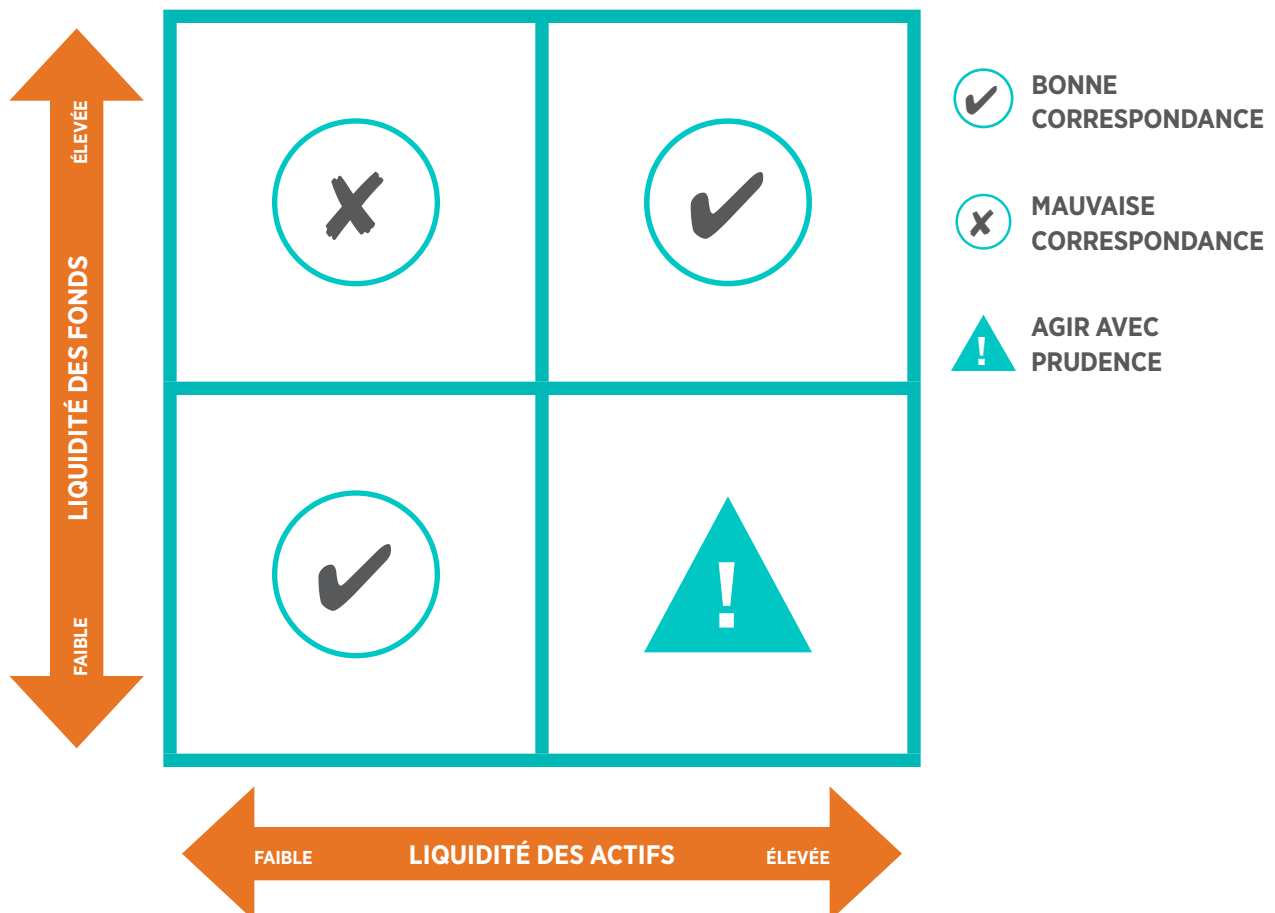 ÉLEVÉE
LIQUIDITÉ DES FONDS
FAIBLE
BONNE
CORRESPONDANCE
MAUVAISE
CORRESPONDANCE
!
AGIR AVEC
PRUDENCE
!
FAIBLE
LIQUIDITÉ DES ACTIFS
ÉLEVÉE